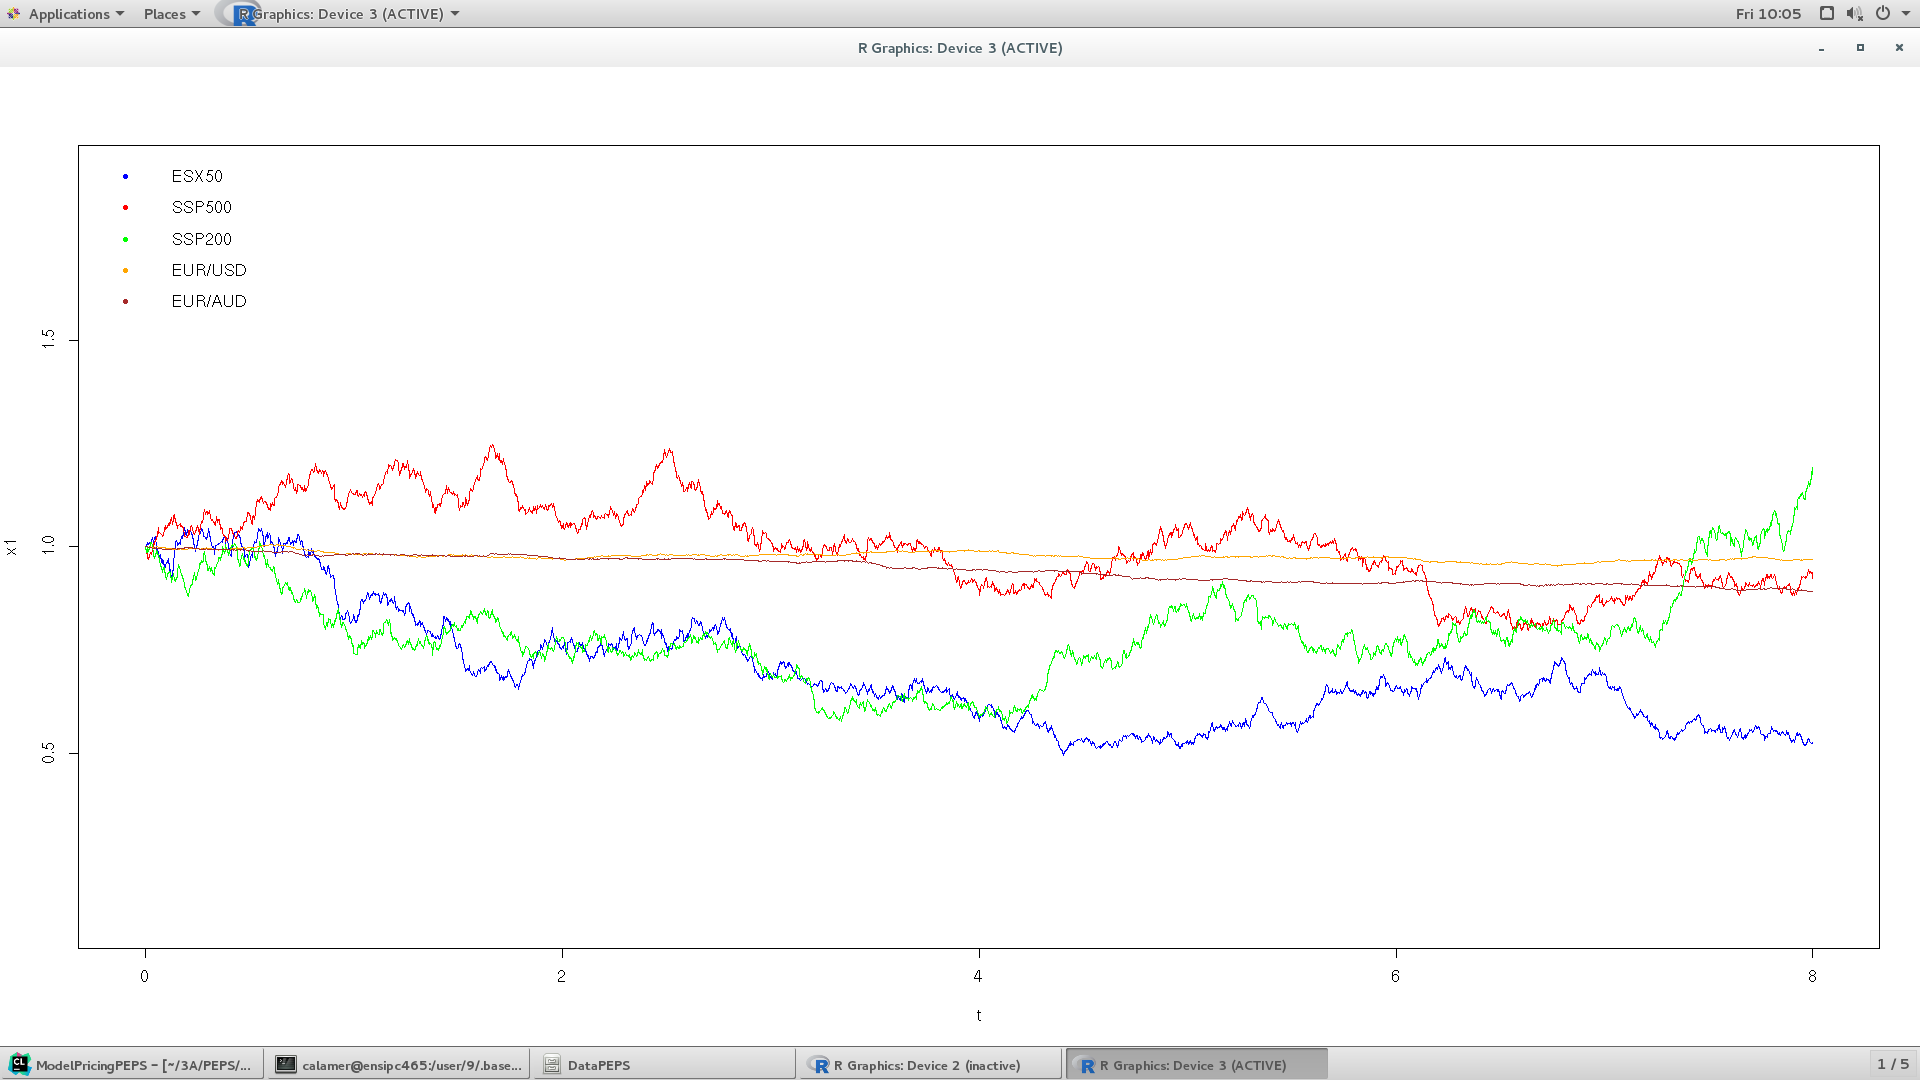 Applications Places R Graphics: Device 3 (ACTIVE) Fri 10:05
R Graphics: Device 3 (ACTIVE)
ESX50
SSP500
SSP200
EUR/USD
EUR/AUD
1.5
1.0
0.5
x1
0 2 4 6 8
t
CL ModelPricingPEPS – [~/3A/PEPS/... calamer@ensipc465:/user/9/.base... DataPEPS R Graphics: Device 2 (inactive) R Graphics: Device 3 (ACTIVE) 1 / 5